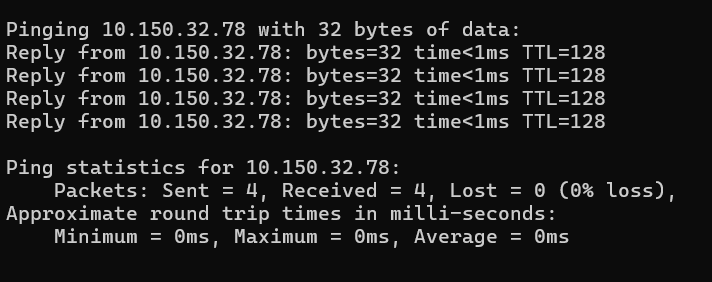 Pinging 10.150.32.78 with 32 bytes of data:
Reply from 10.150.32.78: bytes=32 time<1ms TTL=128
Reply from 10.150.32.78: bytes=32 time<1ms TTL=128
Reply from 10.150.32.78: bytes=32 time<1ms TTL=128
Reply from 10.150.32.78: bytes=32 time<1ms TTL=128

Ping statistics for 10.150.32.78:
    Packets: Sent = 4, Received = 4, Lost = 0 (0% loss),
Approximate round trip times in milli-seconds:
    Minimum = 0ms, Maximum = 0ms, Average = 0ms